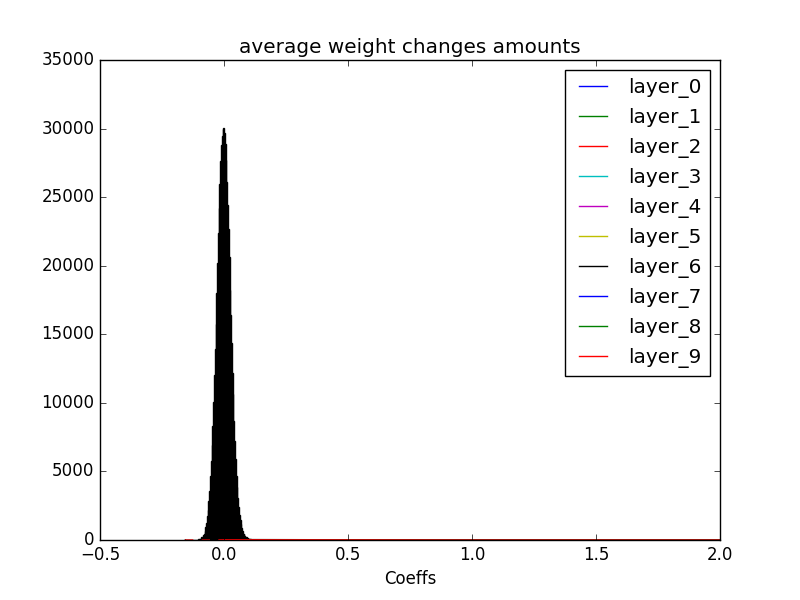 average weight changes amounts
35000
30000
25000
20000
15000
10000
5000
0
−0.5
0.0
0.5
1.0
1.5
2.0
Coeffs
layer_0
layer_1
layer_2
layer_3
layer_4
layer_5
layer_6
layer_7
layer_8
layer_9